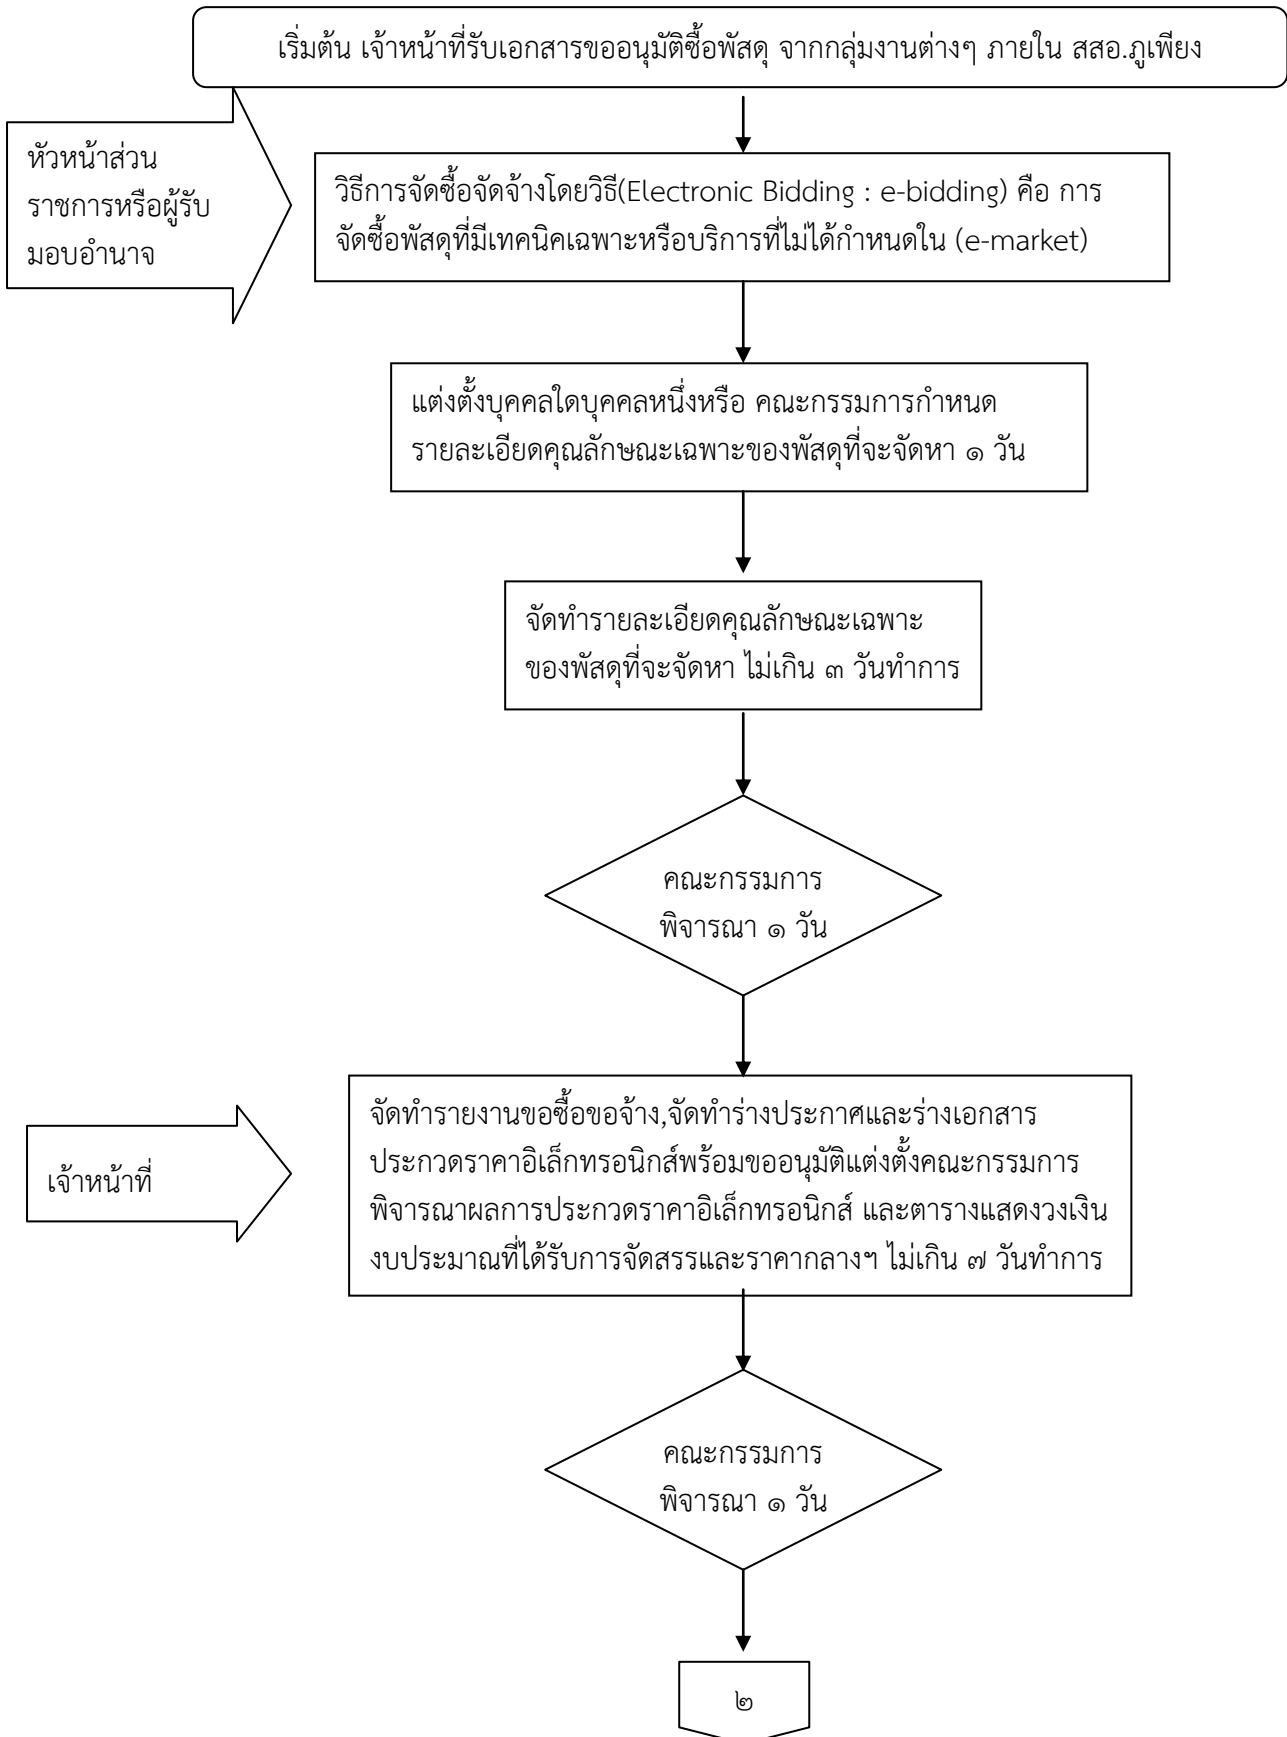 เริ่มต้น เจ้าหน้าที่รับเอกสารขออนุมัติซื้อพัสดุ จากกลุ่มงานต่างๆ ภายใน สสอ.ภูเพียง
หัวหน้าส่วน
ราชการหรือผู้รับ
มอบอำนาจ
วิธีการจัดซื้อจัดจ้างโดยวิธี(Electronic Bidding : e-bidding) คือ การ
จัดซื้อพัสดุที่มีเทคนิคเฉพาะหรือบริการที่ไม่ได้กำหนดใน (e-market)
แต่งตั้งบุคคลใดบุคคลหนึ่งหรือ คณะกรรมการกำหนด
รายละเอียดคุณลักษณะเฉพาะของพัสดุที่จะจัดหา ๑ วัน
จัดทำรายละเอียดคุณลักษณะเฉพาะ
ของพัสดุที่จะจัดหา ไม่เกิน ๓ วันทำการ
คณะกรรมการ
พิจารณา ๑ วัน
เจ้าหน้าที่
จัดทำรายงานขอซื้อขอจ้าง,จัดทำร่างประกาศและร่างเอกสาร
ประกวดราคาอิเล็กทรอนิกส์พร้อมขออนุมัติแต่งตั้งคณะกรรมการ
พิจารณาผลการประกวดราคาอิเล็กทรอนิกส์ และตารางแสดงวงเงิน
งบประมาณที่ได้รับการจัดสรรและราคากลางฯ ไม่เกิน ๗ วันทำการ
คณะกรรมการ
พิจารณา ๑ วัน
๒